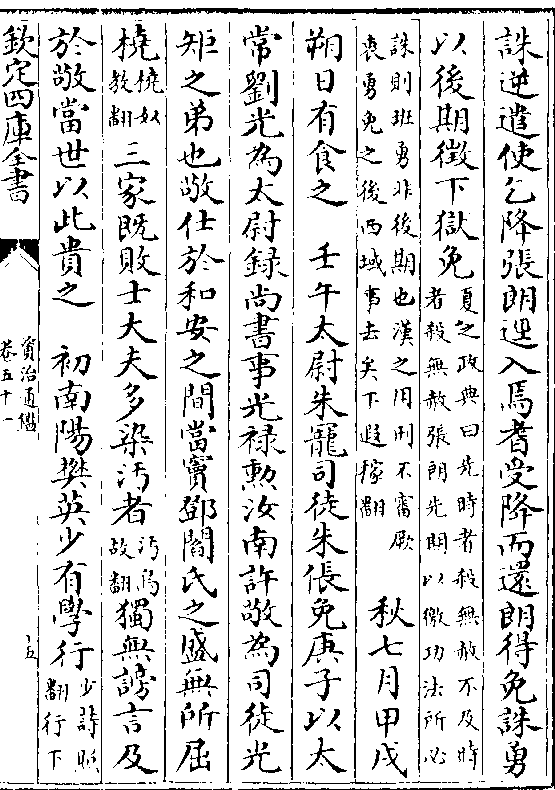 誅逆遣使乞降張朗逕入焉耆受降而還朗得免誅勇
以後期徵下獄免夏之政典曰先時者殺無赦不及時
者殺無赦張朗先期以徼功法所必
誅則班勇非後期也漢之用刑不審厥
衷勇免之後西域事去矣下遐稼翻
秋七月甲戌
朔日有食之 壬午太尉朱寵司徒朱倀免庚子以太
常劉光為太尉録尚書事光禄勲汝南許敬為司徒光
矩之弟也敬仕於和安之間當竇鄧閻氏之盛無所屈
橈橈奴
教翻三家既敗士大夫多染汚者汚烏
故翻獨無謗言及
於敬當世以此貴之 初南陽樊英少有學行少詩照
翻行下
欽定四庫全書
資治通鑑
卷五十一
十五